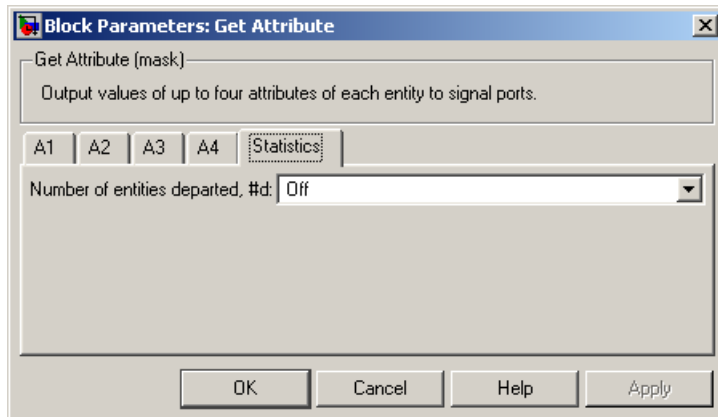 Block Parameters: Get Attribute
Get Attribute (mask)
Output values of up to four attributes of each entity to signal ports.
A1 A2 A3 A4 Statistics
Number of entities departed, #d: Off
OK Cancel Help Apply